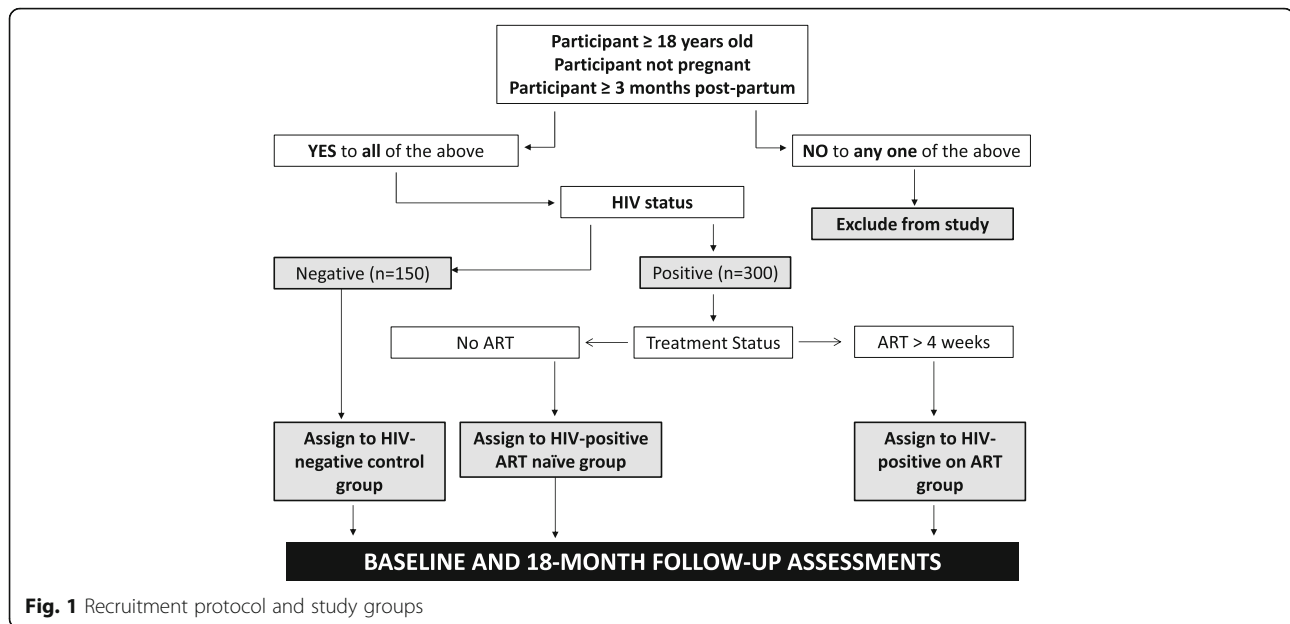 Participant ≥ 18 years old
Participant not pregnant
Participant ≥ 3 months post-partum
YES to all of the above
NO to any one of the above
HIV status
Exclude from study
Negative (n=150)
Positive (n=300)
No ART
Treatment Status
ART > 4 weeks
Assign to HIV-
negative control
group
Assign to HIV-positive
ART naïve group
Assign to HIV-
positive on ART
group
BASELINE AND 18-MONTH FOLLOW-UP ASSESSMENTS
Fig. 1 Recruitment protocol and study groups